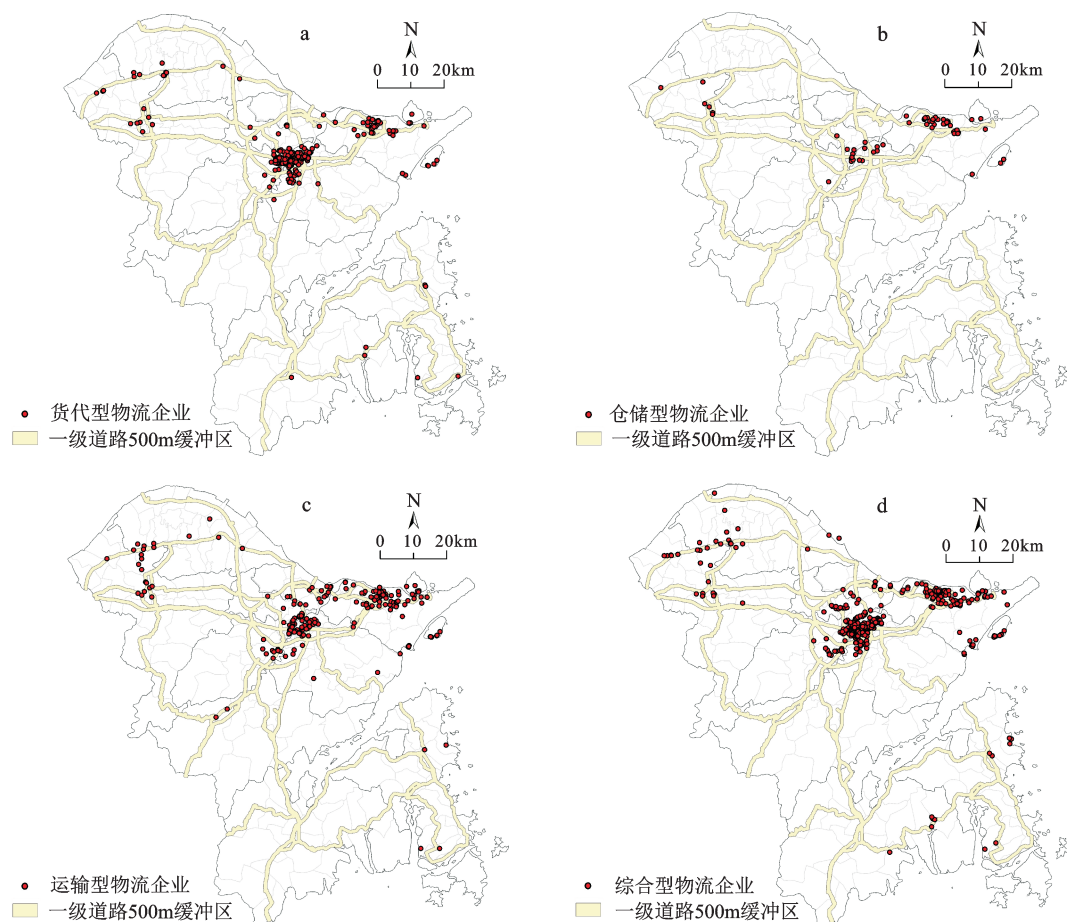 a
N
0 10 20km
货代型物流企业
一级道路500m缓冲区
b
N
0 10 20km
仓储型物流企业
一级道路500m缓冲区
c
N
0 10 20km
运输型物流企业
一级道路500m缓冲区
d
N
0 10 20km
综合型物流企业
一级道路500m缓冲区